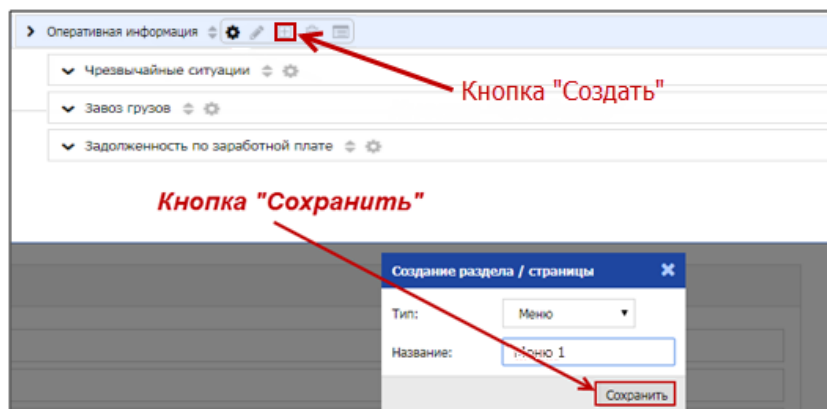 Оперативная информация
Чрезвычайные ситуации
Кнопка "Создать"
Завоз грузов
Задолженность по заработной плате
Кнопка "Сохранить"
Создание раздела / страницы
Тип: Меню
Название: Меню 1
Сохранить